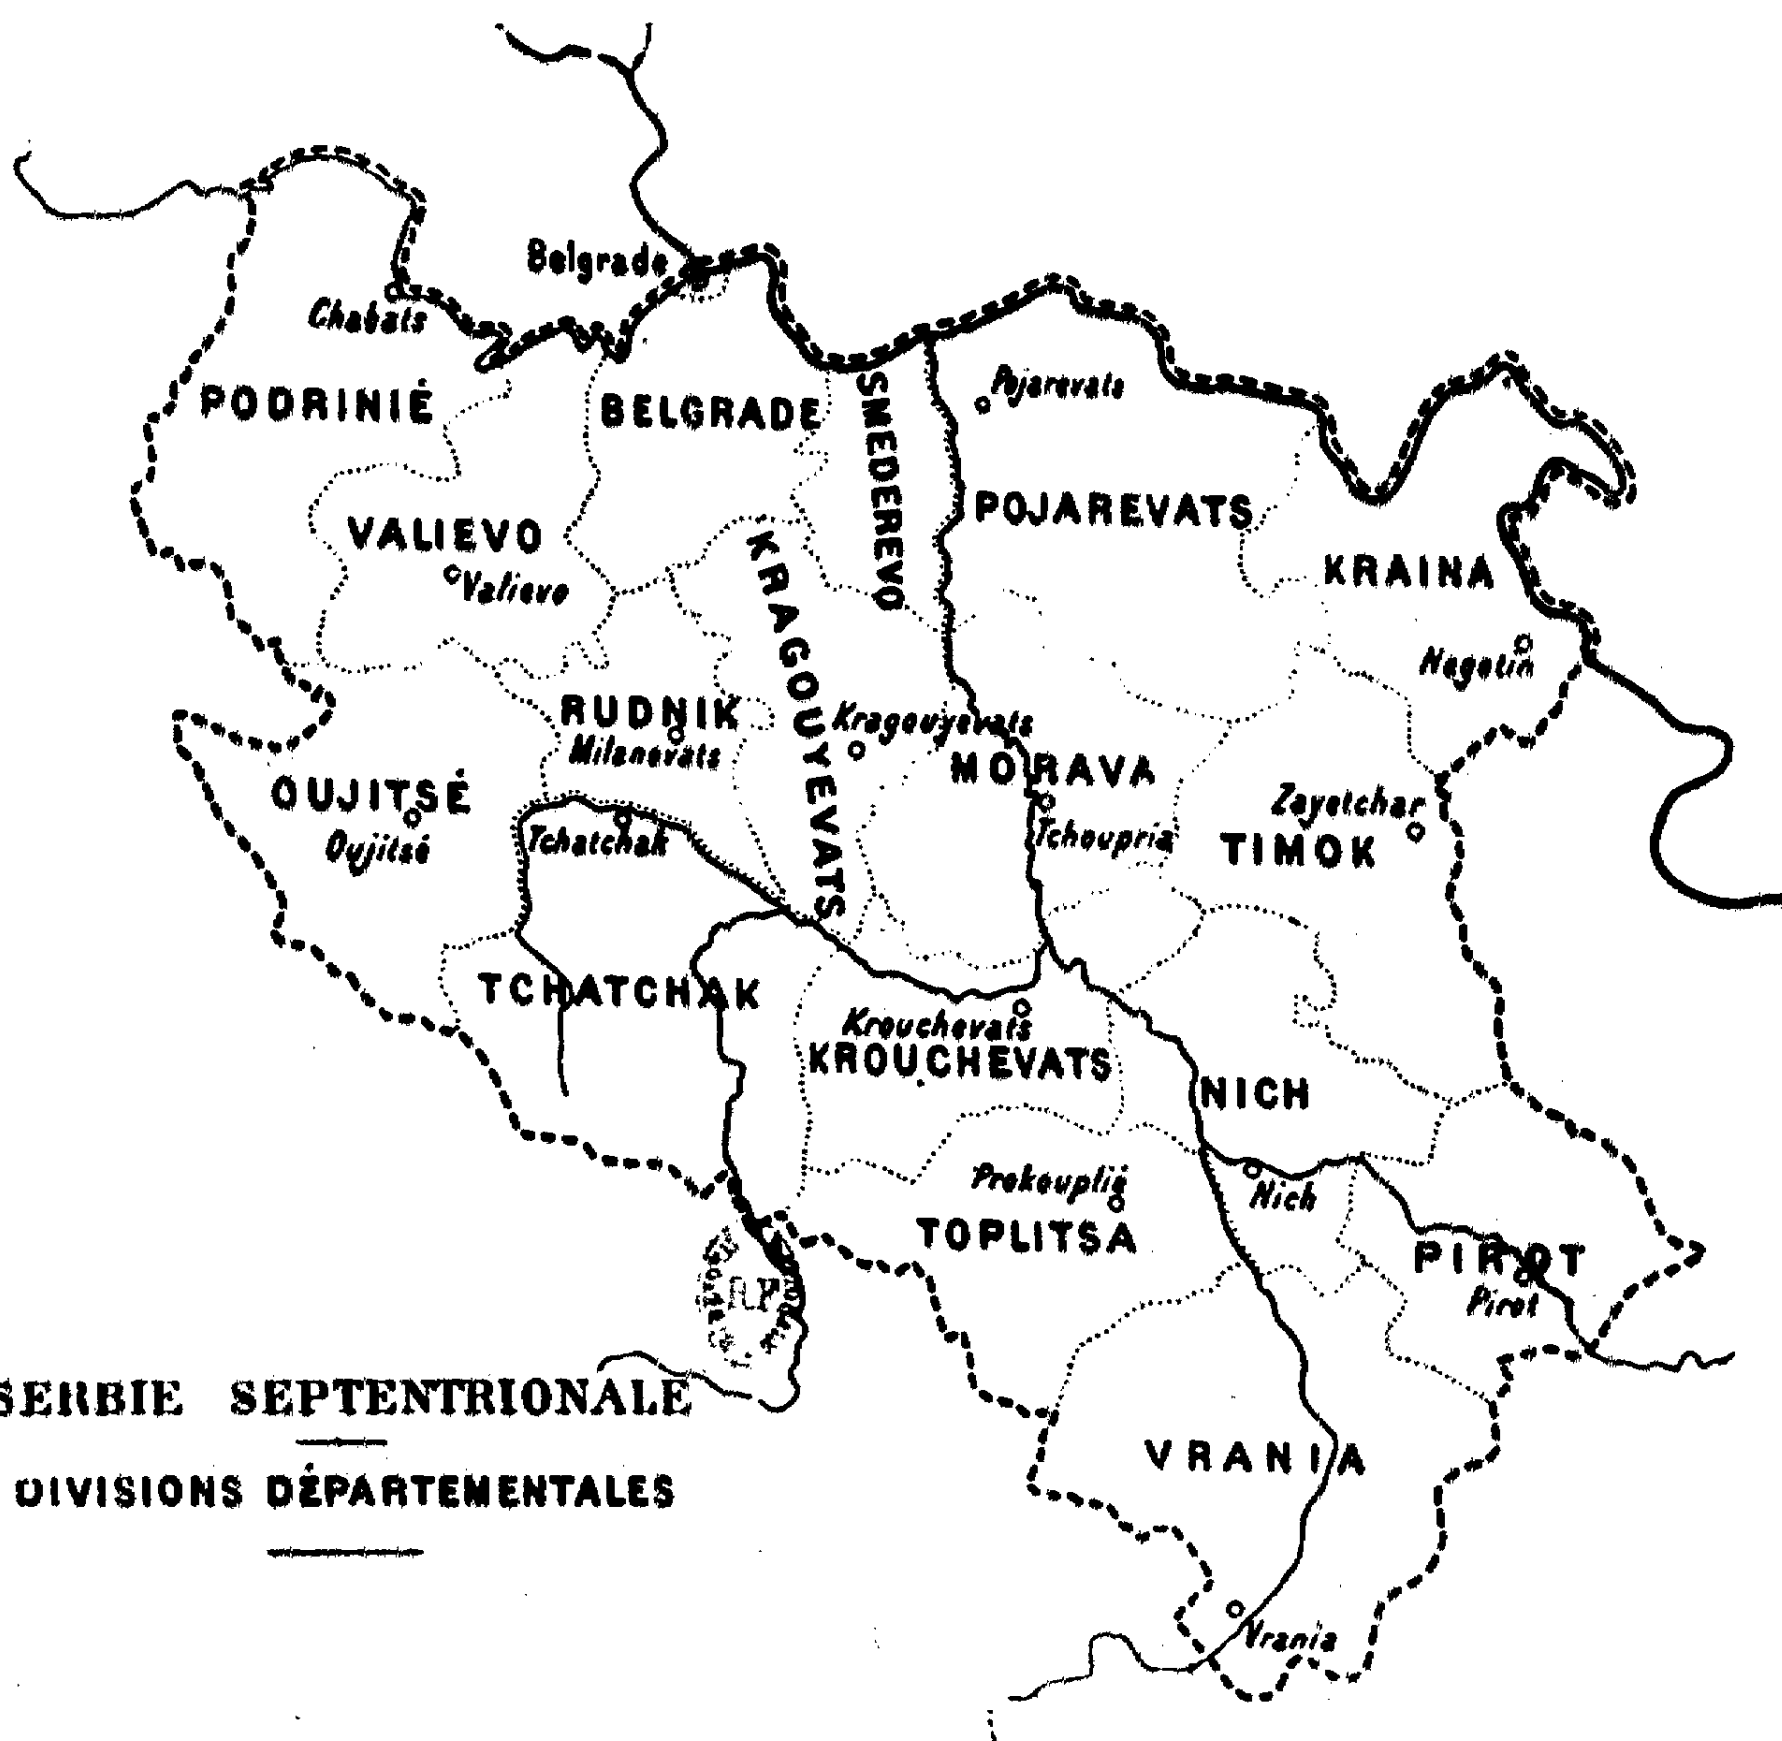 Belgrade
Chabats
PODRINIÉ
BELGRADE
SMEDEREVO
Pojarevats
POJAREVATS
VALIEVO
Valievo
KRAINA
Negotin
KRAGOUYEVATS
RUDNIK
Milanovats
Kragouyevats
MORAVA
Tchoupria
OUJITSÉ
Oujitsé
Tchatchak
Zayetchar
TIMOK
TCHATCHAK
Krouchevats
KROUCHEVATS
NICH
Nich
Prokouplié
TOPLITSA
PIROT
Pirot
SERBIE SEPTENTRIONALE
DIVISIONS DÉPARTEMENTALES
VRANIA
Vrania